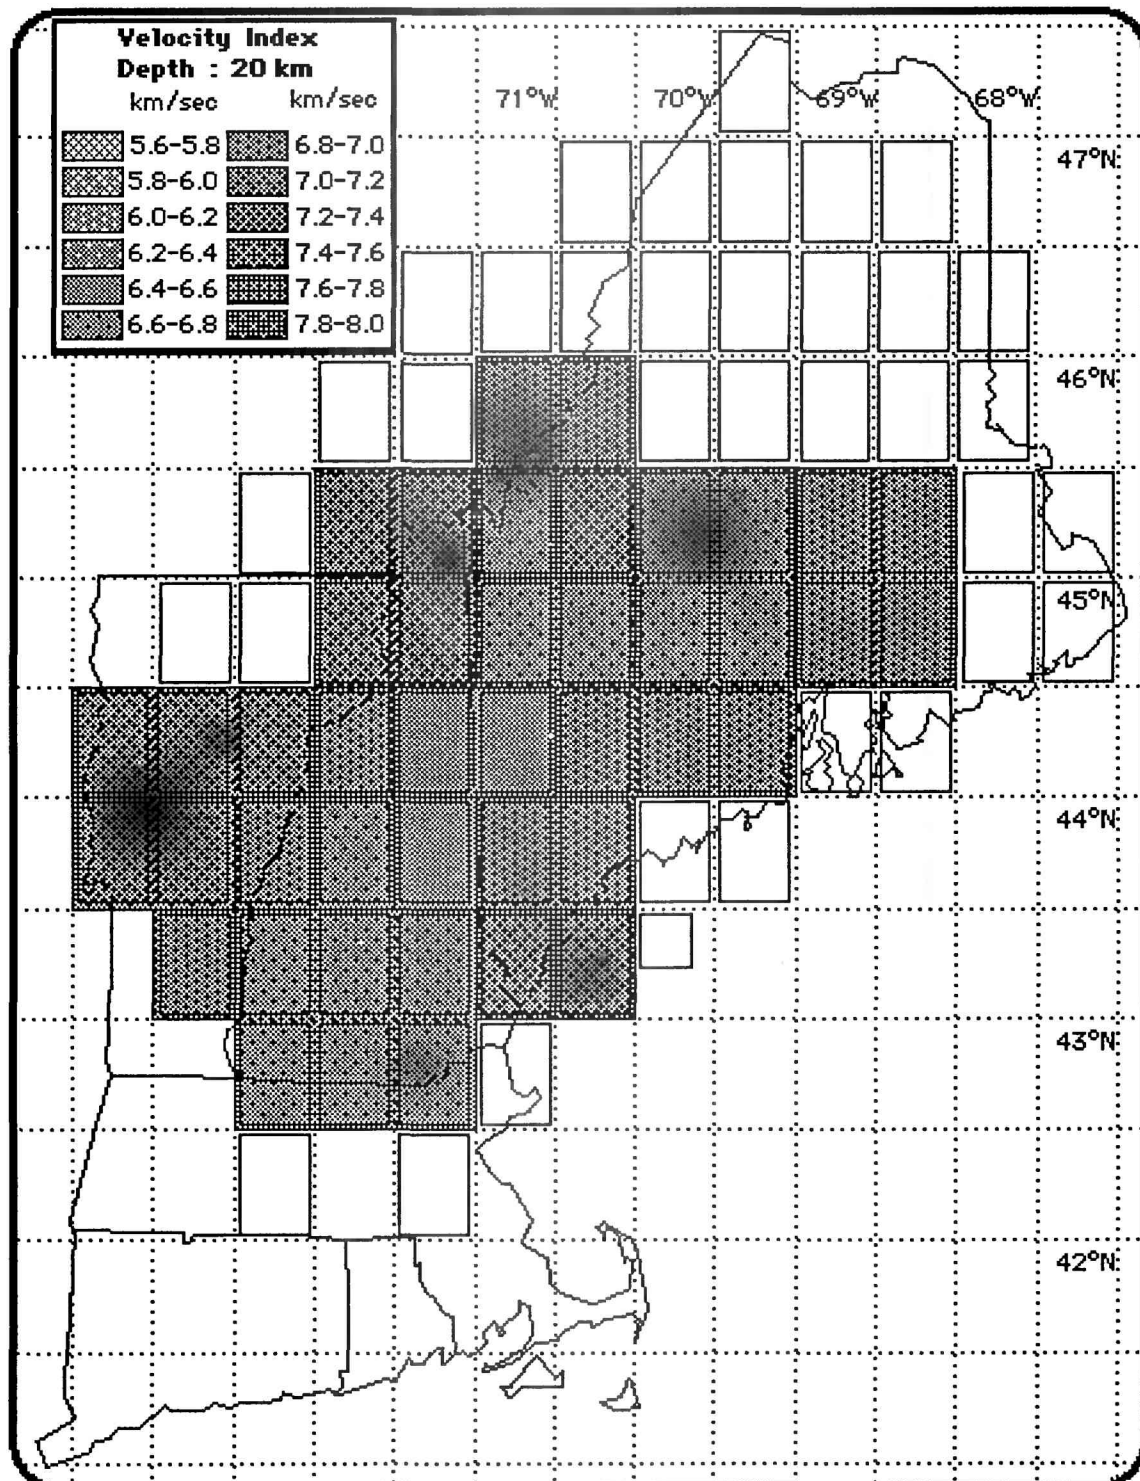 Velocity Index
Depth : 20 km
km/sec km/sec
5.6-5.8 6.8-7.0
5.8-6.0 7.0-7.2
6.0-6.2 7.2-7.4
6.2-6.4 7.4-7.6
6.4-6.6 7.6-7.8
6.6-6.8 7.8-8.0
71°W 70°W 69°W 68°W
47°N
46°N
45°N
44°N
43°N
42°N